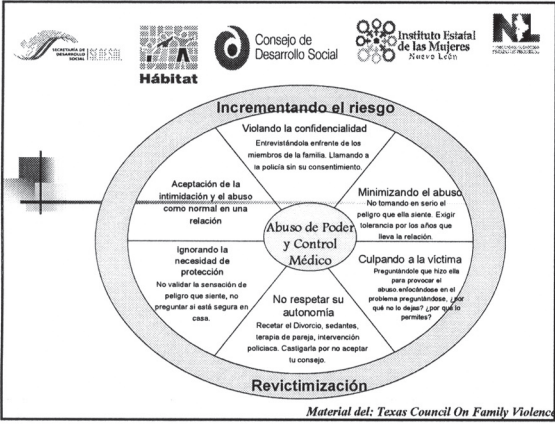 SECRETARÍA DE
DESARROLLO
SOCIAL
Hábitat
Consejo de
Desarrollo Social
Instituto Estatal
de las Mujeres
Nuevo León
NL
Incrementando el riesgo
Violando la confidencialidad
Entrevistándola enfrente de los
miembros de la familia. Llamando a
la policía sin su consentimiento.
Aceptación de la
intimidación y el abuso
como normal en una
relación
Minimizando el abuso
No tomando en serio el
peligro que ella siente. Exigir
tolerancia por los años que
lleva la relación.
Abuso de Poder
y Control
Médico
Ignorando la
necesidad de
protección
No validar la sensación de
peligro que siente, no
preguntar si está segura en
casa.
Culpando a la victima
Preguntándole que hizo ella
para provocar el
abuso, enfocándose en el
problema preguntándose, ¿por
qué no lo dejas? ¿por qué lo
permites?
No respetar su
autonomía
Recetar el Divorcio, sedantes,
terapia de pareja, intervención
policiaca. Castigarla por no aceptar
tu consejo.
Revictimización
Material del: Texas Council On Family Violence